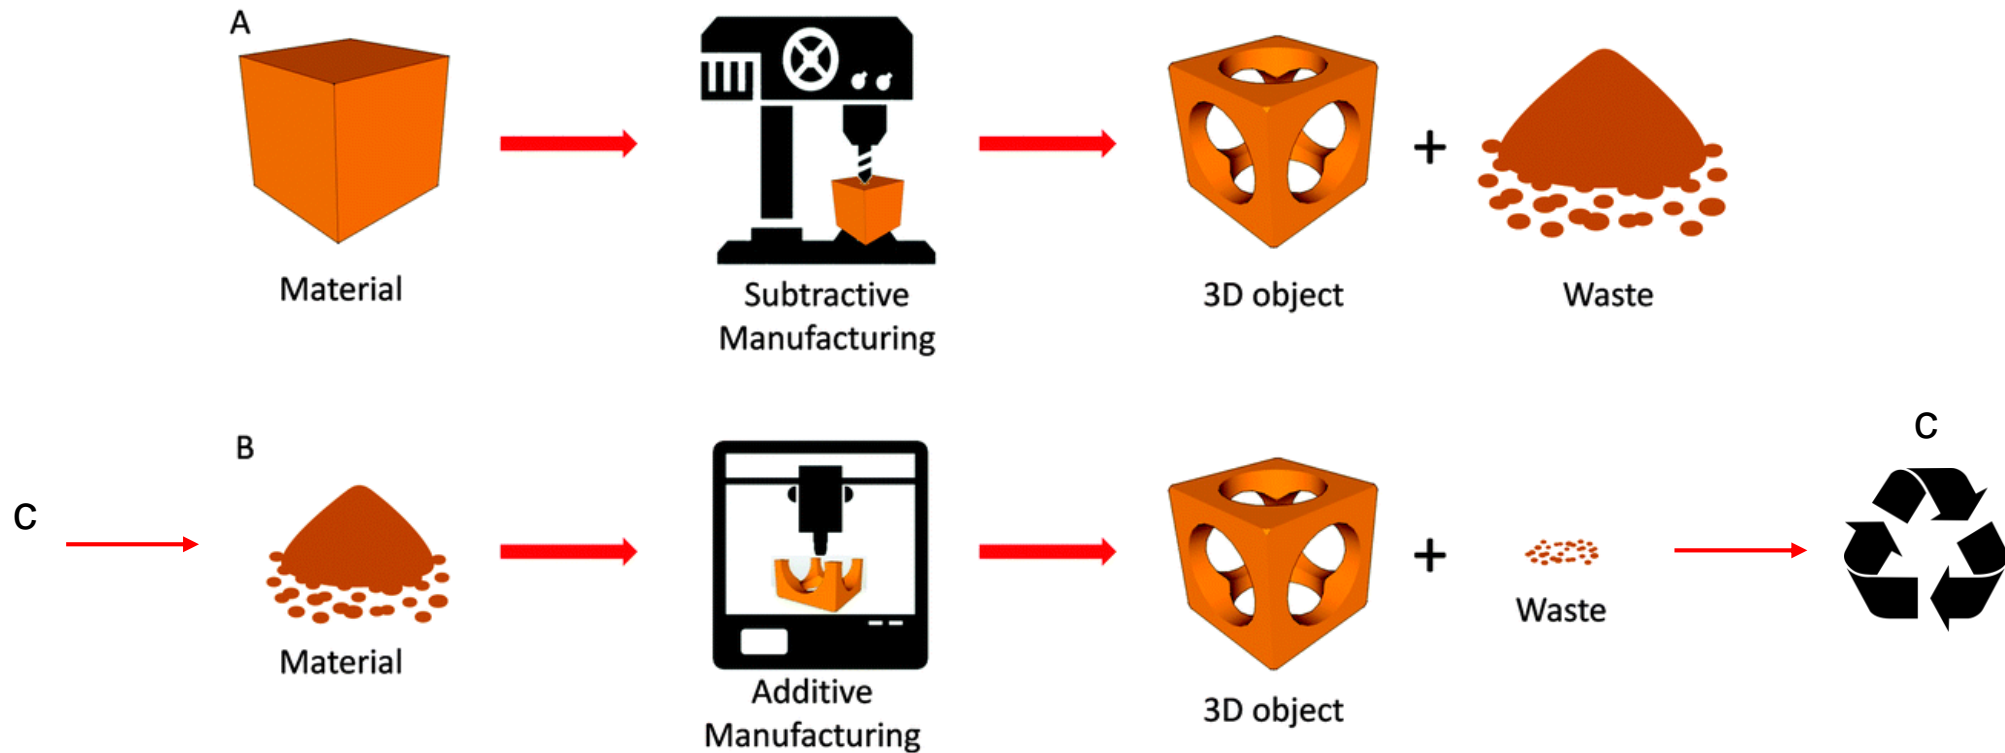 A
Material
Subtractive
Manufacturing
3D object
+
Waste
C
B
Material
Additive
Manufacturing
3D object
+
Waste
C